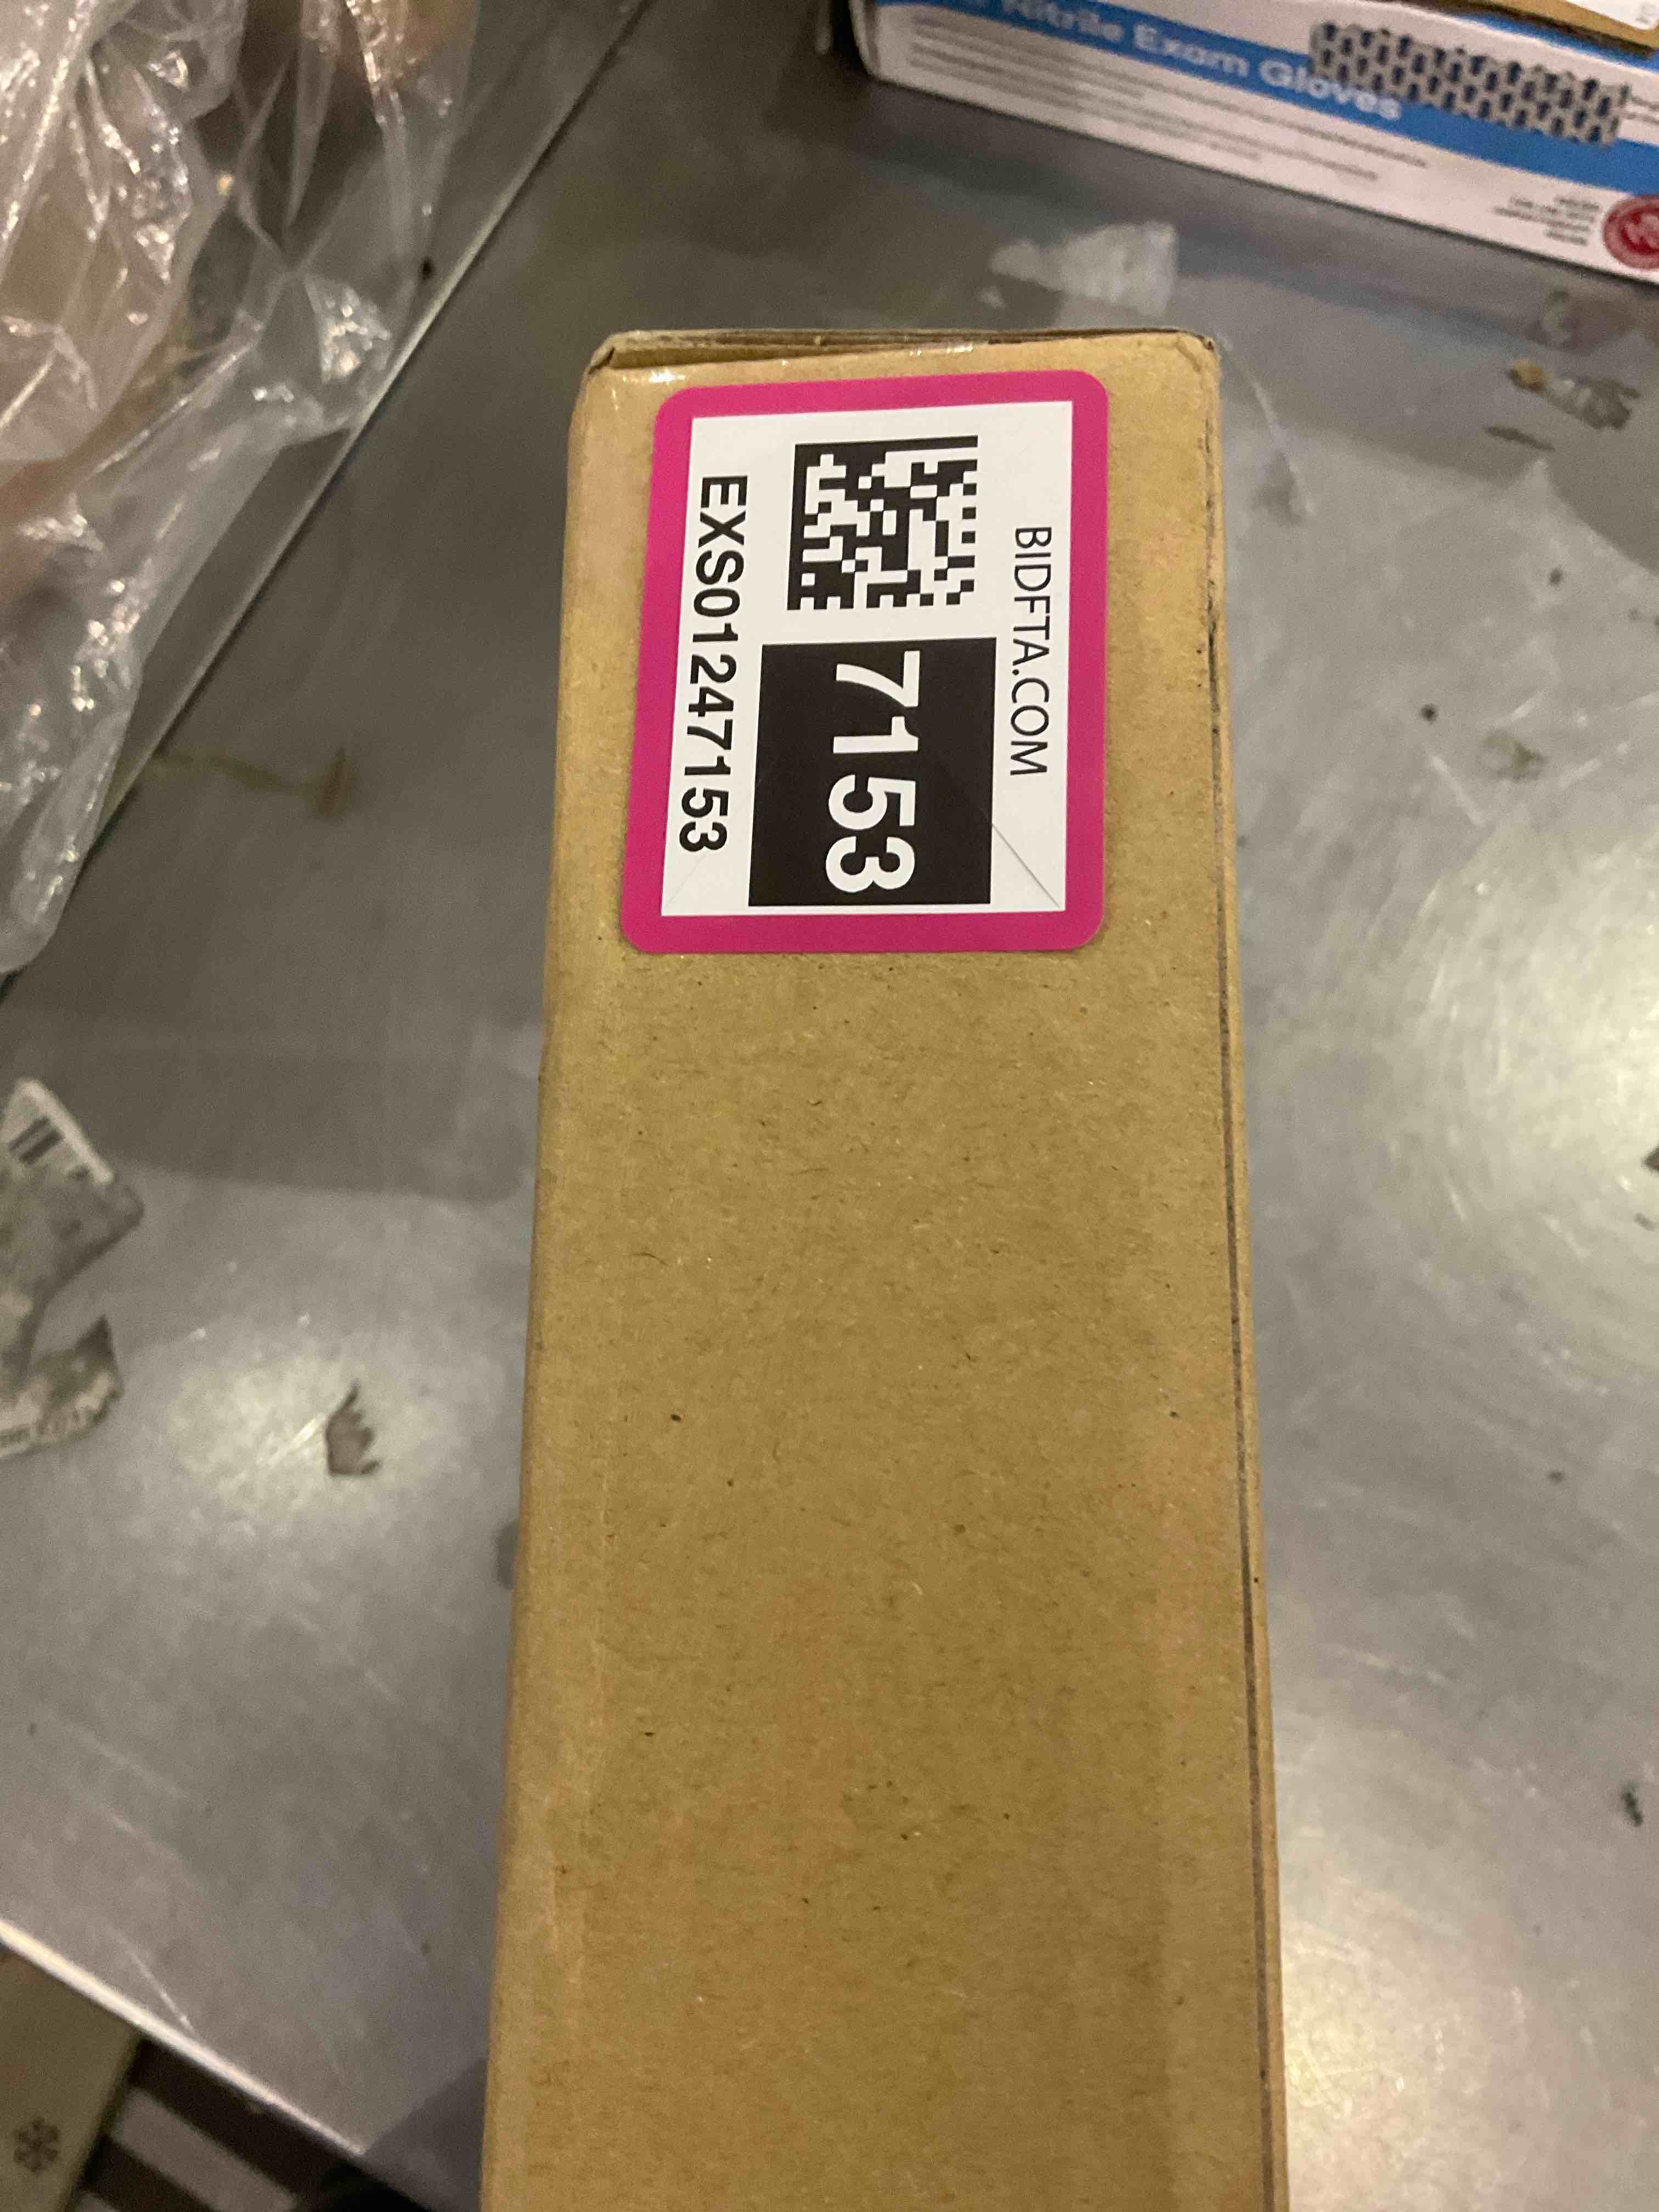 Nitrile Exam Gloves
BIDFTA.COM
7153
EXS01247153